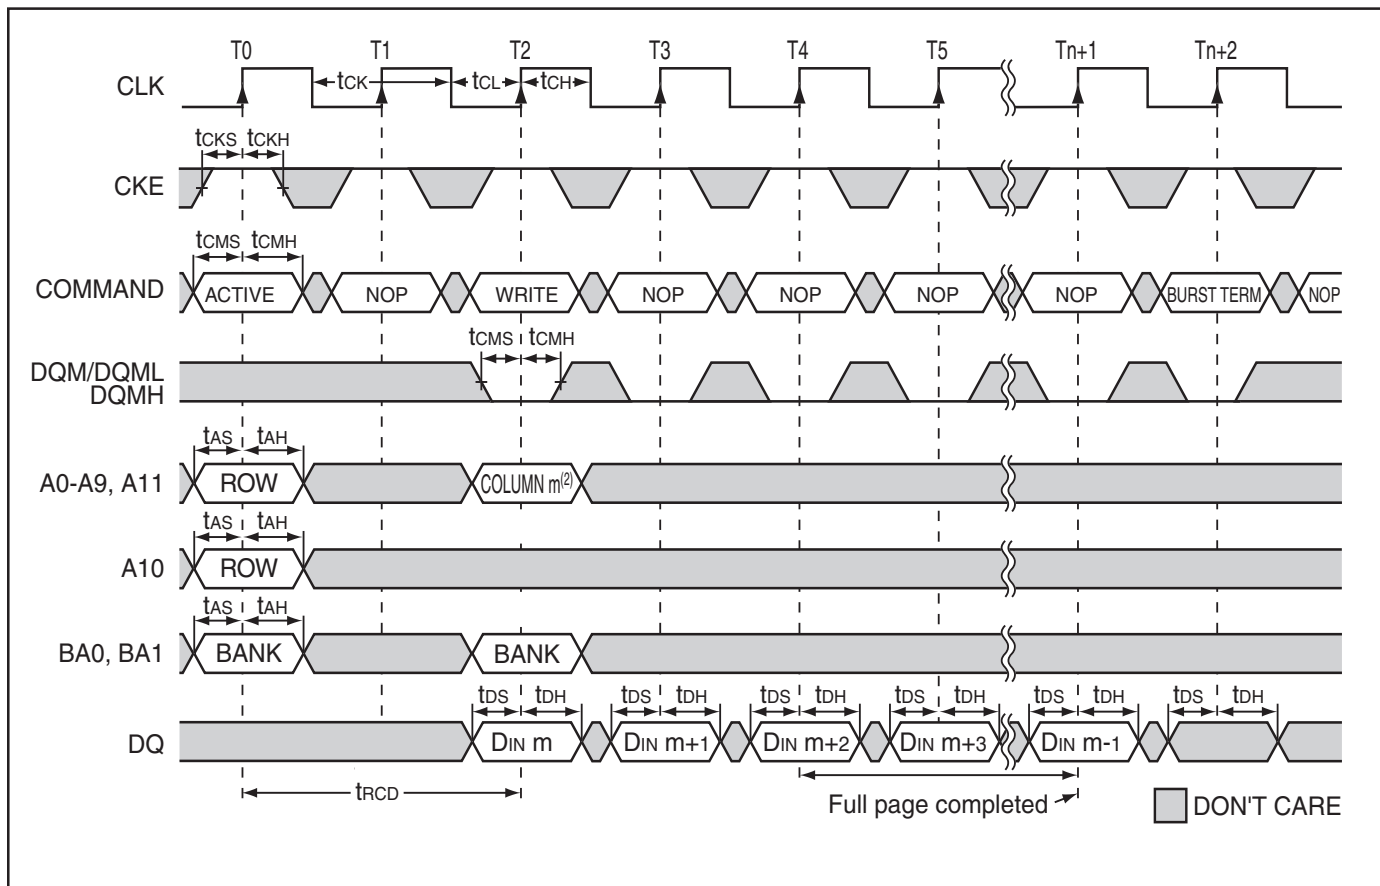 T0 T1 T2 T3 T4 T5 Tn+1 Tn+2
CLK tCK tCL tCH
tCKS tCKH
CKE
tCMS tCMH
COMMAND ACTIVE NOP WRITE NOP NOP NOP NOP BURST TERM NOP
tCMS tCMH
DQM/DQML
DQMH
tAS tAH
A0-A9, A11 ROW COLUMN m(2)
tAS tAH
A10 ROW
tAS tAH
BA0, BA1 BANK BANK
tDS tDH tDS tDH tDS tDH tDS tDH tDS tDH tDS tDH
DQ DIN m DIN m+1 DIN m+2 DIN m+3 DIN m-1
tRCD
Full page completed
DON'T CARE